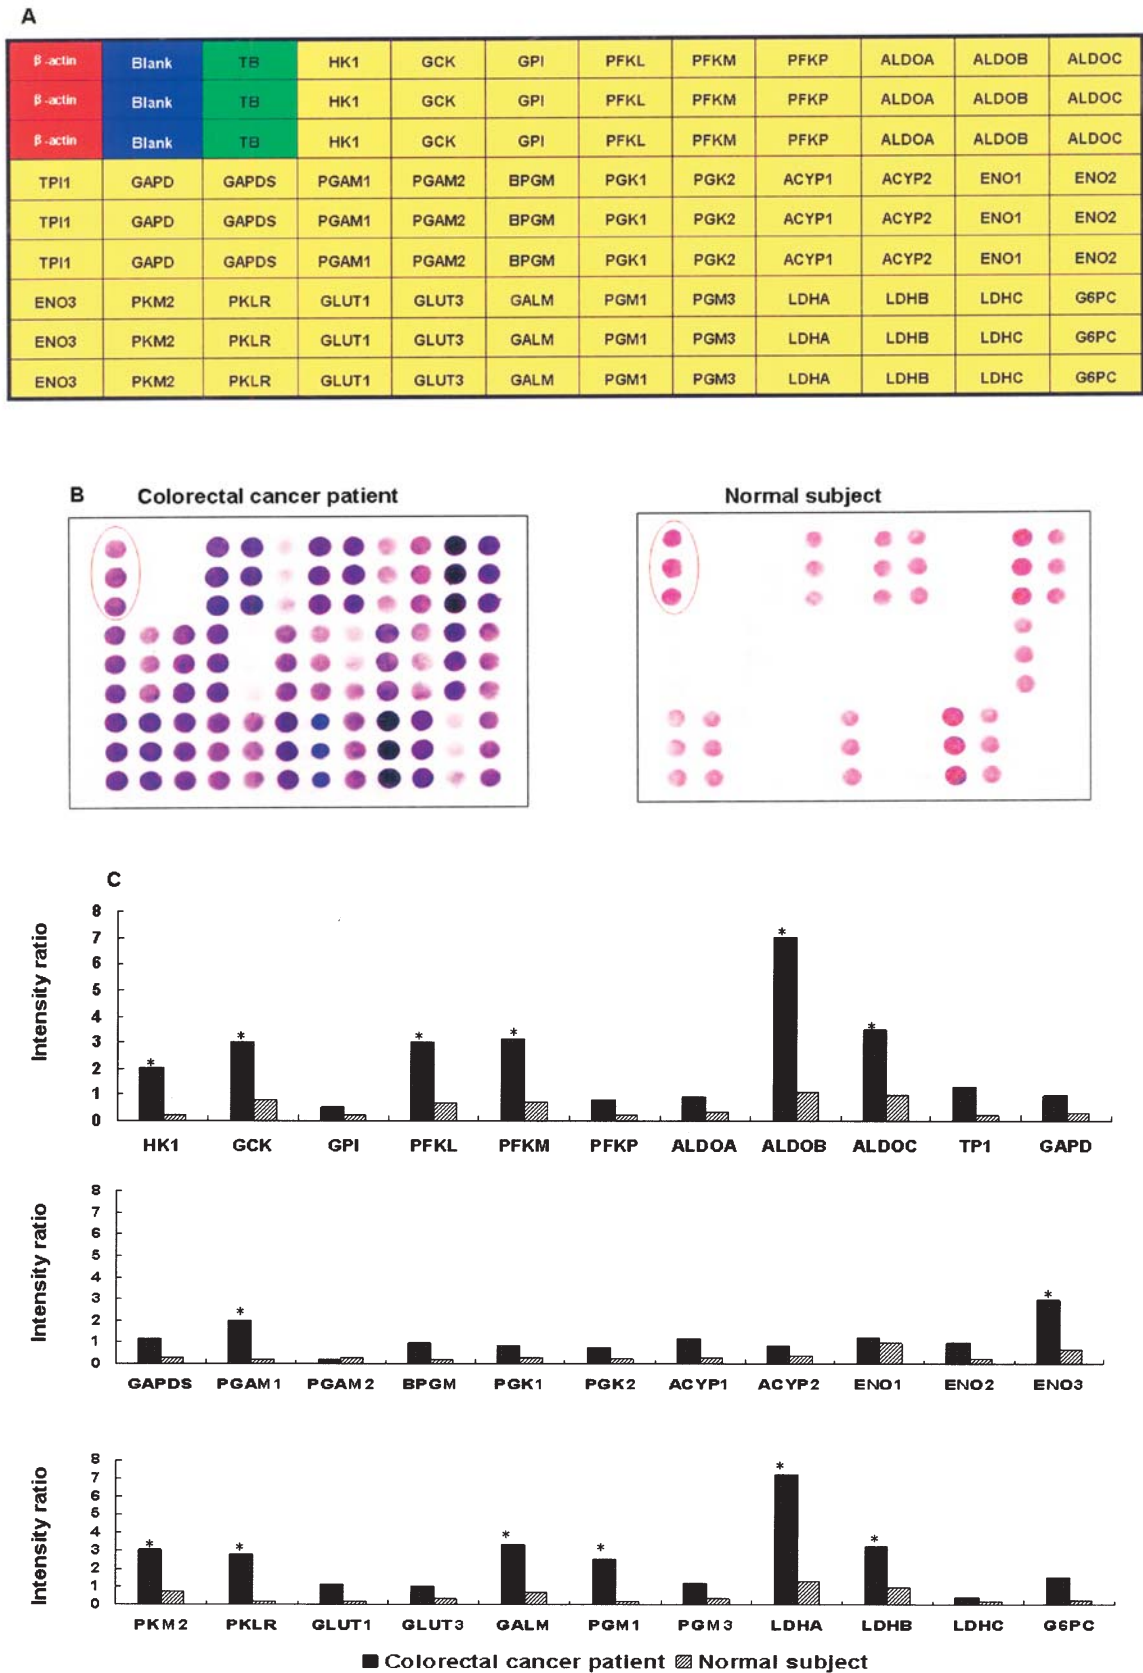 A
β-actin Blank TB HK1 GCK GPI PFKL PFKM PFKP ALDOA ALDOB ALDOC
β-actin Blank TB HK1 GCK GPI PFKL PFKM PFKP ALDOA ALDOB ALDOC
β-actin Blank TB HK1 GCK GPI PFKL PFKM PFKP ALDOA ALDOB ALDOC
TPI1 GAPD GAPDS PGAM1 PGAM2 BPGM PGK1 PGK2 ACYP1 ACYP2 ENO1 ENO2
TPI1 GAPD GAPDS PGAM1 PGAM2 BPGM PGK1 PGK2 ACYP1 ACYP2 ENO1 ENO2
TPI1 GAPD GAPDS PGAM1 PGAM2 BPGM PGK1 PGK2 ACYP1 ACYP2 ENO1 ENO2
ENO3 PKM2 PKLR GLUT1 GLUT3 GALM PGM1 PGM3 LDHA LDHB LDHC G6PC
ENO3 PKM2 PKLR GLUT1 GLUT3 GALM PGM1 PGM3 LDHA LDHB LDHC G6PC
ENO3 PKM2 PKLR GLUT1 GLUT3 GALM PGM1 PGM3 LDHA LDHB LDHC G6PC
B Colorectal cancer patient Normal subject
C
Intensity ratio
8
7
6
5
4
3
2
1
0
* * * * * *
HK1 GCK GPI PFKL PFKM PFKP ALDOA ALDOB ALDOC TP1 GAPD
Intensity ratio
8
7
6
5
4
3
2
1
0
* *
GAPDS PGAM1 PGAM2 BPGM PGK1 PGK2 ACYP1 ACYP2 ENO1 ENO2 ENO3
Intensity ratio
8
7
6
5
4
3
2
1
0
* * * * * *
PKM2 PKLR GLUT1 GLUT3 GALM PGM1 PGM3 LDHA LDHB LDHC G6PC
Colorectal cancer patient Normal subject